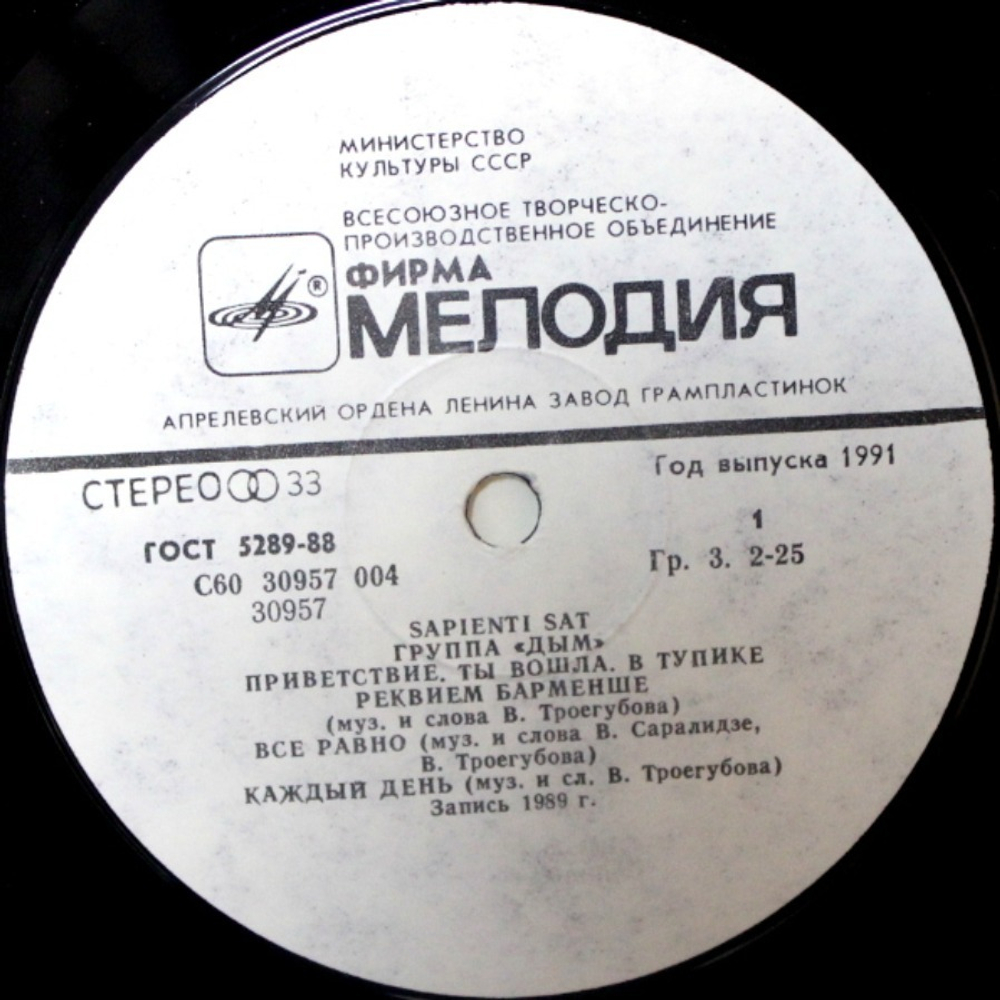 МИНИСТЕРСТВО
КУЛЬТУРЫ СССР
ВСЕСОЮЗНОЕ ТВОРЧЕСКО-
ПРОИЗВОДСТВЕННОЕ ОБЪЕДИНЕНИЕ
ФИРМА
®
МЕЛОДИЯ
АПРЕЛЕВСКИЙ ОРДЕНА ЛЕНИНА ЗАВОД ГРАМПЛАСТИНОК
СТЕРЕО 33
Год выпуска 1991
ГОСТ 5289-88
1
С60 30957 004
Гр. 3. 2-25
30957
SAPIENTI SAT
ГРУППА «ДЫМ»
ПРИВЕТСТВИЕ. ТЫ ВОШЛА. В ТУПИКЕ
РЕКВИЕМ БАРМЕНШЕ
(муз. и слова В. Троегубова)
ВСЕ РАВНО (муз. и слова В. Саралидзе,
В. Троегубова)
КАЖДЫЙ ДЕНЬ (муз. и сл. В. Троегубова)
Запись 1989 г.